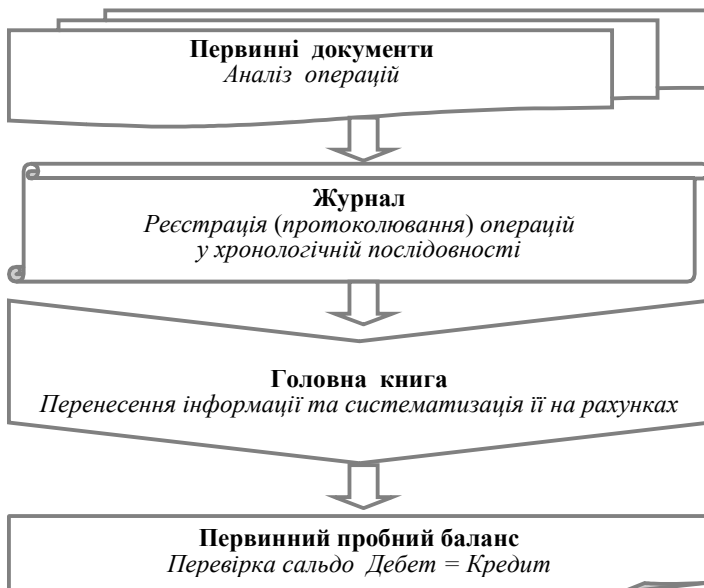 Первинні документи
Аналіз операцій
Журнал
Реєстрація (протоколювання) операцій
у хронологічній послідовності
Головна книга
Перенесення інформації та систематизація її на рахунках
Первинний пробний баланс
Перевірка сальдо Дебет = Кредит